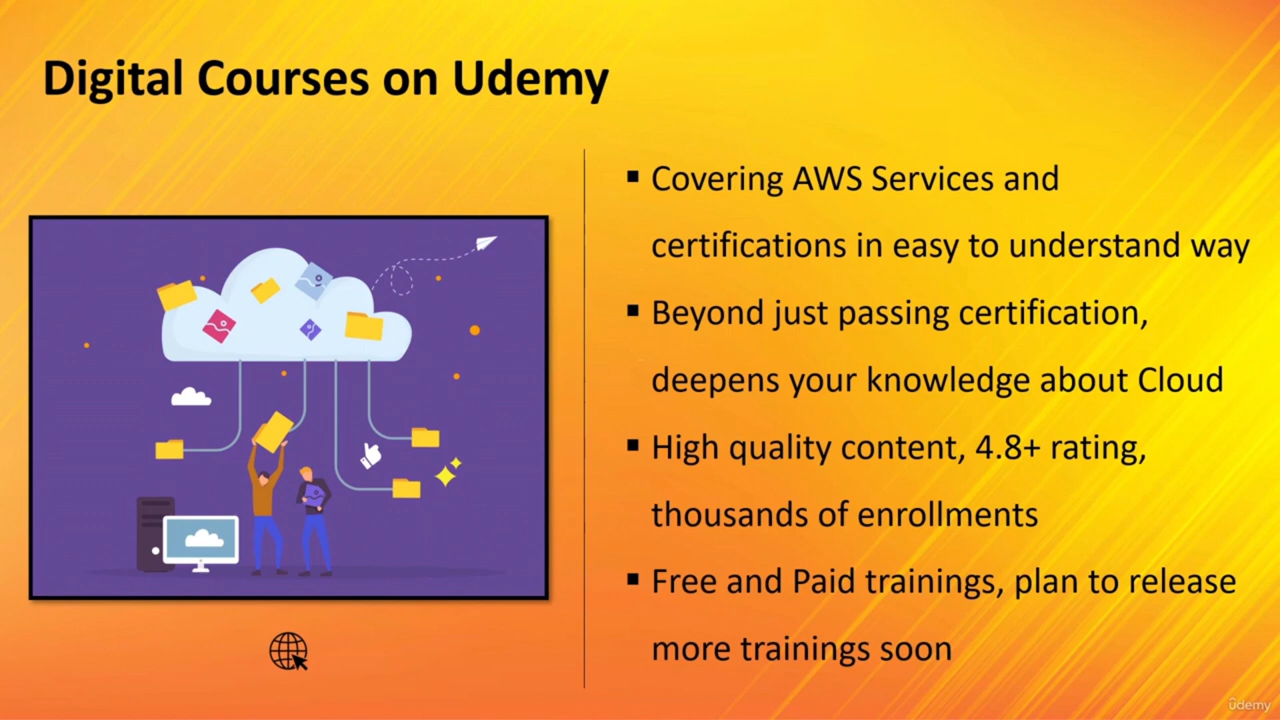 Digital Courses on Udemy
▪ Covering AWS Services and
certifications in easy to understand way
▪ Beyond just passing certification,
deepens your knowledge about Cloud
▪ High quality content, 4.8+ rating,
thousands of enrollments
▪ Free and Paid trainings, plan to release
more trainings soon
ûdemy